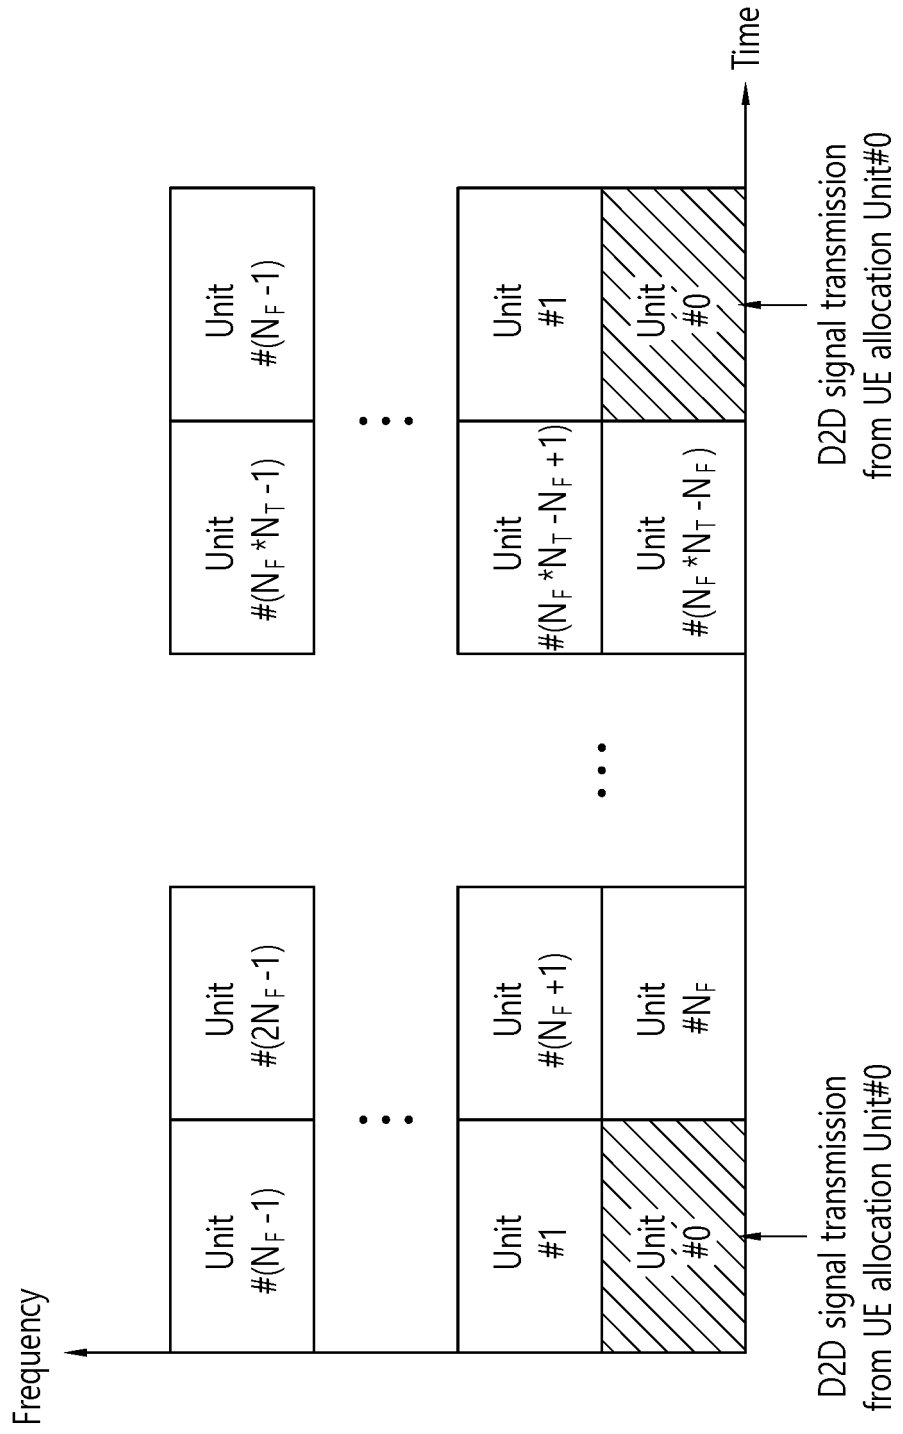 Frequency
Unit
#(N_F -1)
Unit
#(2N_F -1)
Unit
#(N_F *N_T -1)
Unit
#(N_F -1)
Unit
#1
Unit
#(N_F +1)
Unit
#(N_F *N_T -N_F +1)
Unit
#1
Unit
#0
Unit
#N_F
Unit
#(N_F *N_T -N_F)
Unit
#0
Time
D2D signal transmission
from UE allocation Unit#0
D2D signal transmission
from UE allocation Unit#0